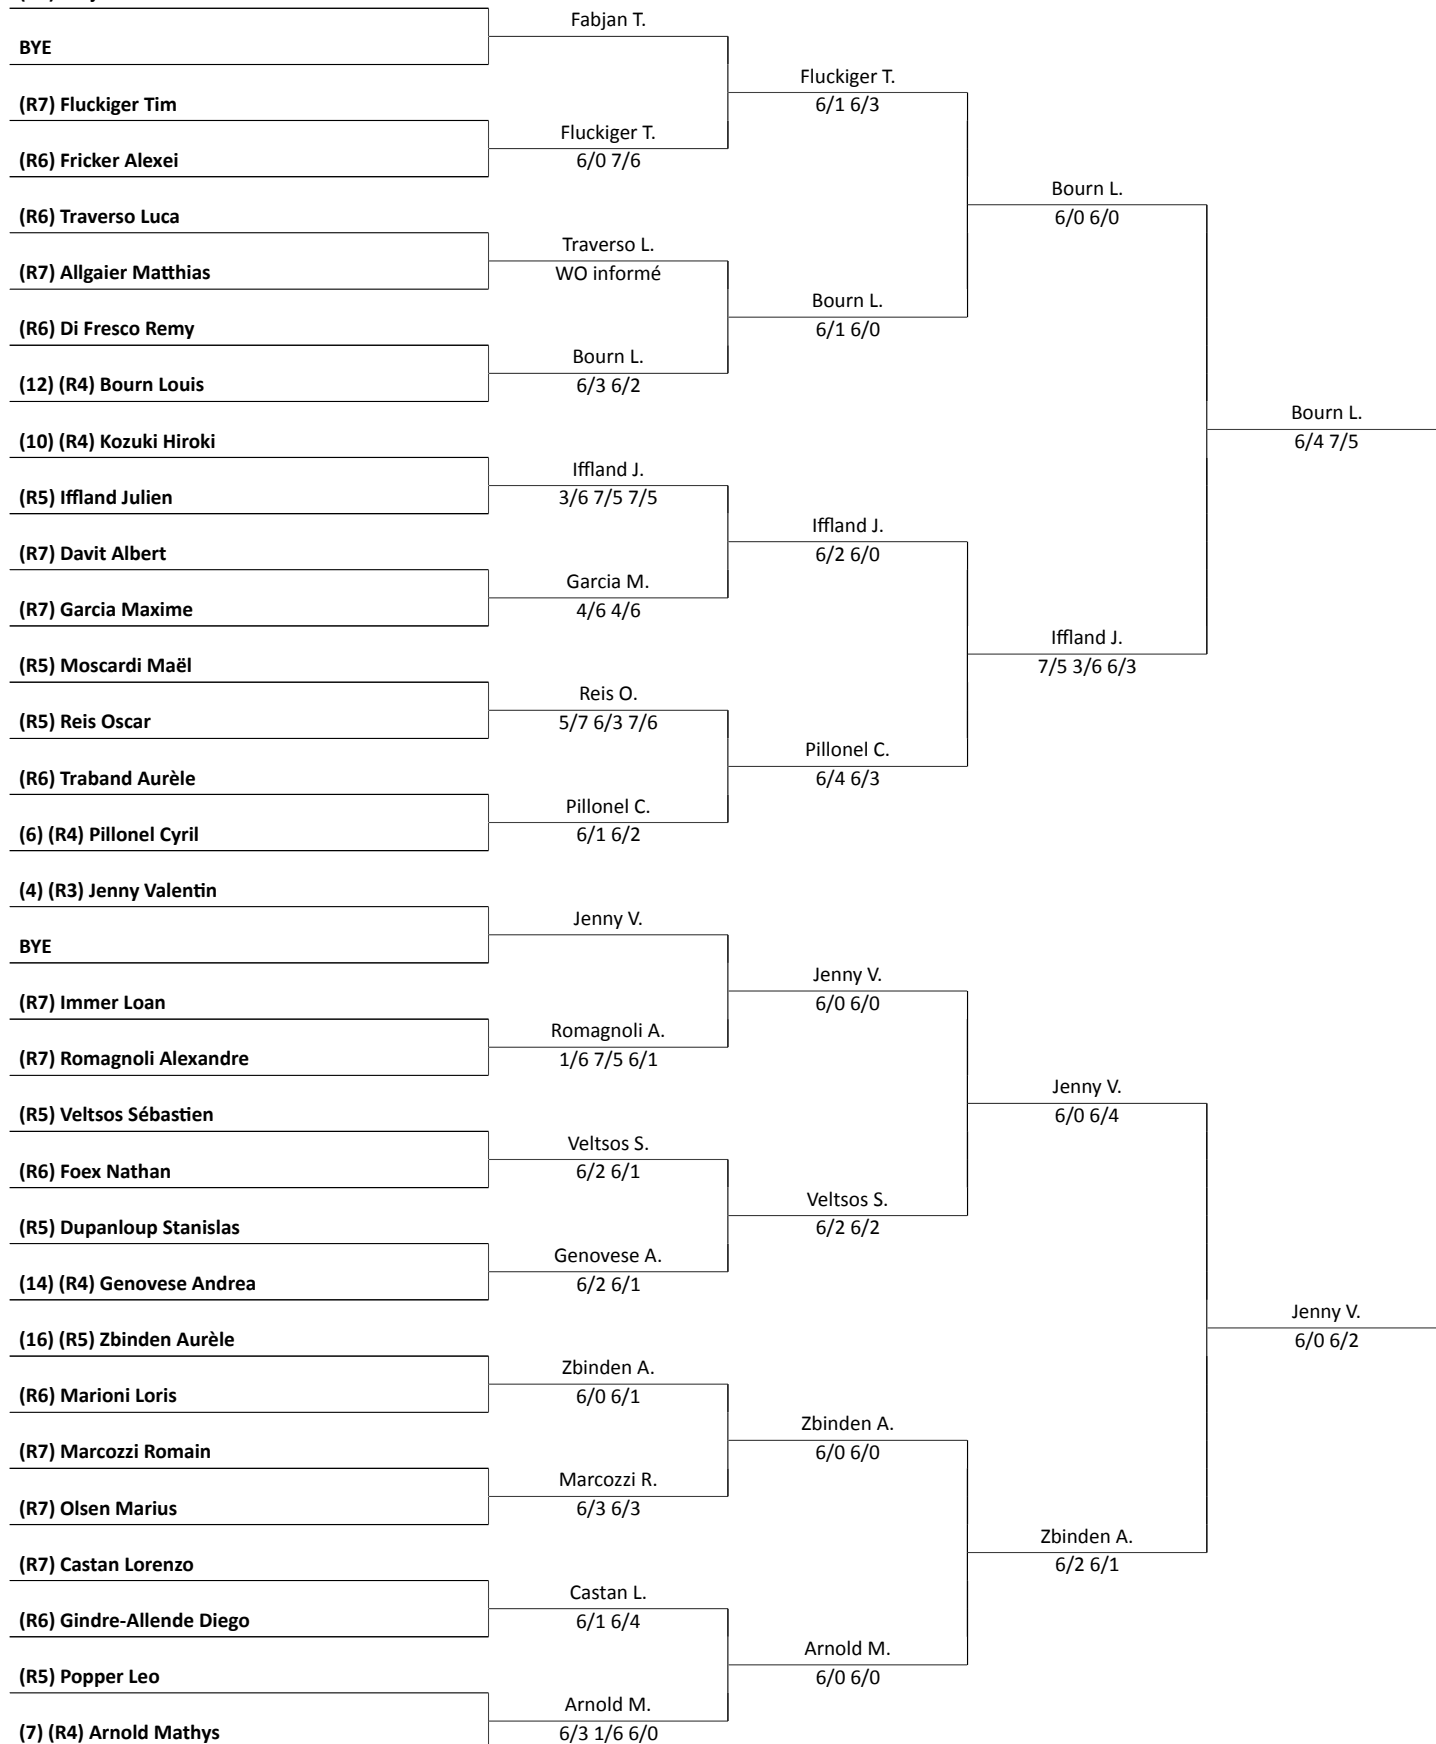 Fabjan T.
BYE
Fluckiger T.
(R7) Fluckiger Tim
6/1 6/3
Fluckiger T.
(R6) Fricker Alexei
6/0 7/6
Bourn L.
(R6) Traverso Luca
6/0 6/0
Traverso L.
(R7) Allgaier Matthias
WO informé
Bourn L.
(R6) Di Fresco Remy
6/1 6/0
Bourn L.
(12) (R4) Bourn Louis
6/3 6/2
Bourn L.
(10) (R4) Kozuki Hiroki
6/4 7/5
Iffland J.
(R5) Iffland Julien
3/6 7/5 7/5
Iffland J.
(R7) Davit Albert
6/2 6/0
Garcia M.
(R7) Garcia Maxime
4/6 4/6
Iffland J.
(R5) Moscardi Maël
7/5 3/6 6/3
Reis O.
(R5) Reis Oscar
5/7 6/3 7/6
Pillonel C.
(R6) Traband Aurèle
6/4 6/3
Pillonel C.
(6) (R4) Pillonel Cyril
6/1 6/2
(4) (R3) Jenny Valentin
Jenny V.
BYE
Jenny V.
(R7) Immer Loan
6/0 6/0
Romagnoli A.
(R7) Romagnoli Alexandre
1/6 7/5 6/1
Jenny V.
(R5) Veltsos Sébastien
6/0 6/4
Veltsos S.
(R6) Foex Nathan
6/2 6/1
Veltsos S.
(R5) Dupanloup Stanislas
6/2 6/2
Genovese A.
(14) (R4) Genovese Andrea
6/2 6/1
Jenny V.
(16) (R5) Zbinden Aurèle
6/0 6/2
Zbinden A.
(R6) Marioni Loris
6/0 6/1
Zbinden A.
(R7) Marcozzi Romain
6/0 6/0
Marcozzi R.
(R7) Olsen Marius
6/3 6/3
Zbinden A.
(R7) Castan Lorenzo
6/2 6/1
Castan L.
(R6) Gindre-Allende Diego
6/1 6/4
Arnold M.
(R5) Popper Leo
6/0 6/0
Arnold M.
(7) (R4) Arnold Mathys
6/3 1/6 6/0